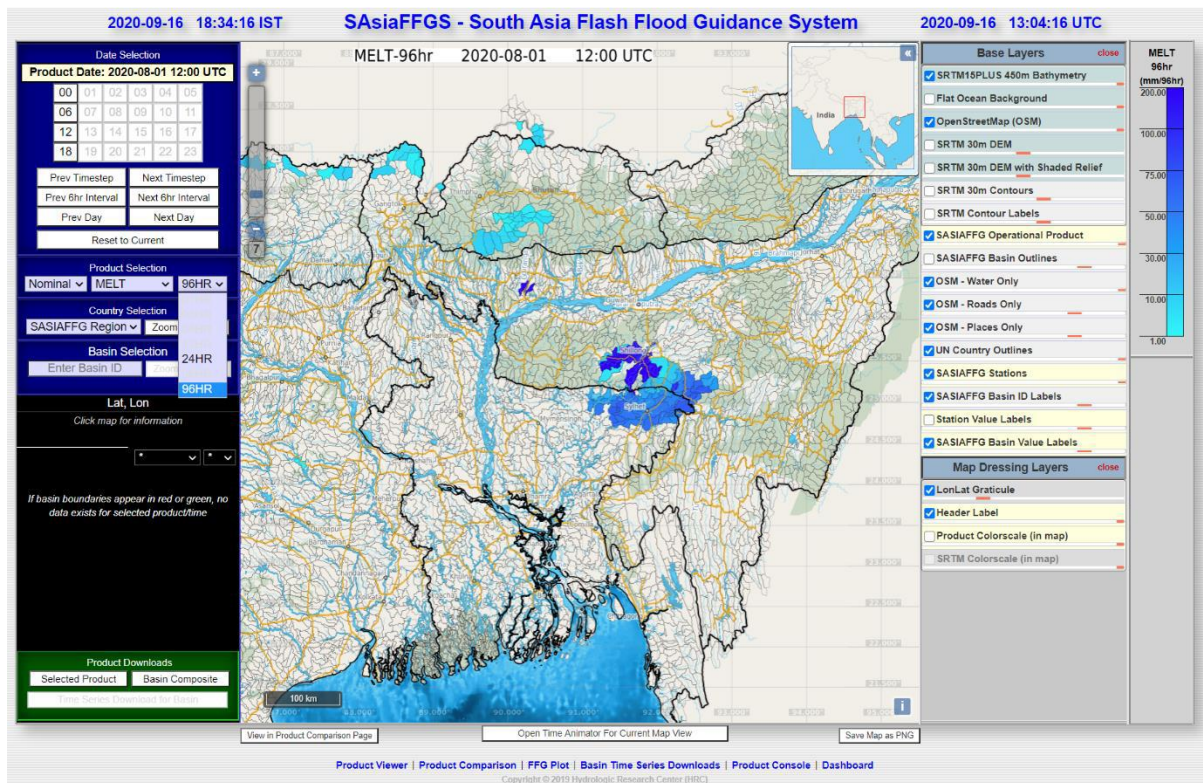 2020-09-16 18:34:16 IST
SAsiaFFGS - South Asia Flash Flood Guidance System
2020-09-16 13:04:16 UTC
Date Selection
Product Date: 2020-08-01 12:00 UTC
00 01 02 03 04 05
06 07 08 09 10 11
12 13 14 15 16 17
18 19 20 21 22 23
Prev Timestep Next Timestep
Prev 6hr Interval Next 6hr Interval
Prev Day Next Day
Reset to Current
Product Selection
Nominal MELT 96HR
24HR
96HR
Country Selection
SASIAFFG Region Zoom
Basin Selection
Enter Basin ID Zoom
Lat, Lon
Click map for information
* *
If basin boundaries appear in red or green, no
data exists for selected product/time
Product Downloads
Selected Product Basin Composite
Time Series Download for Basin
MELT-96hr 2020-08-01 12:00 UTC
+
7
«
India
Sylhet
100 km
i
View in Product Comparison Page
Open Time Animator For Current Map View
Save Map as PNG
Base Layers close
SRTM15PLUS 450m Bathymetry
Flat Ocean Background
OpenStreetMap (OSM)
SRTM 30m DEM
SRTM 30m DEM with Shaded Relief
SRTM 30m Contours
SRTM Contour Labels
SASIAFFG Operational Product
SASIAFFG Basin Outlines
OSM - Water Only
OSM - Roads Only
OSM - Places Only
UN Country Outlines
SASIAFFG Stations
SASIAFFG Basin ID Labels
Station Value Labels
SASIAFFG Basin Value Labels
Map Dressing Layers close
LonLat Graticule
Header Label
Product Colorscale (in map)
SRTM Colorscale (in map)
MELT
96hr
(mm/96hr)
200.00
100.00
75.00
50.00
30.00
10.00
1.00
Product Viewer | Product Comparison | FFG Plot | Basin Time Series Downloads | Product Console | Dashboard
Copyright © 2019 Hydrologic Research Center (HRC)